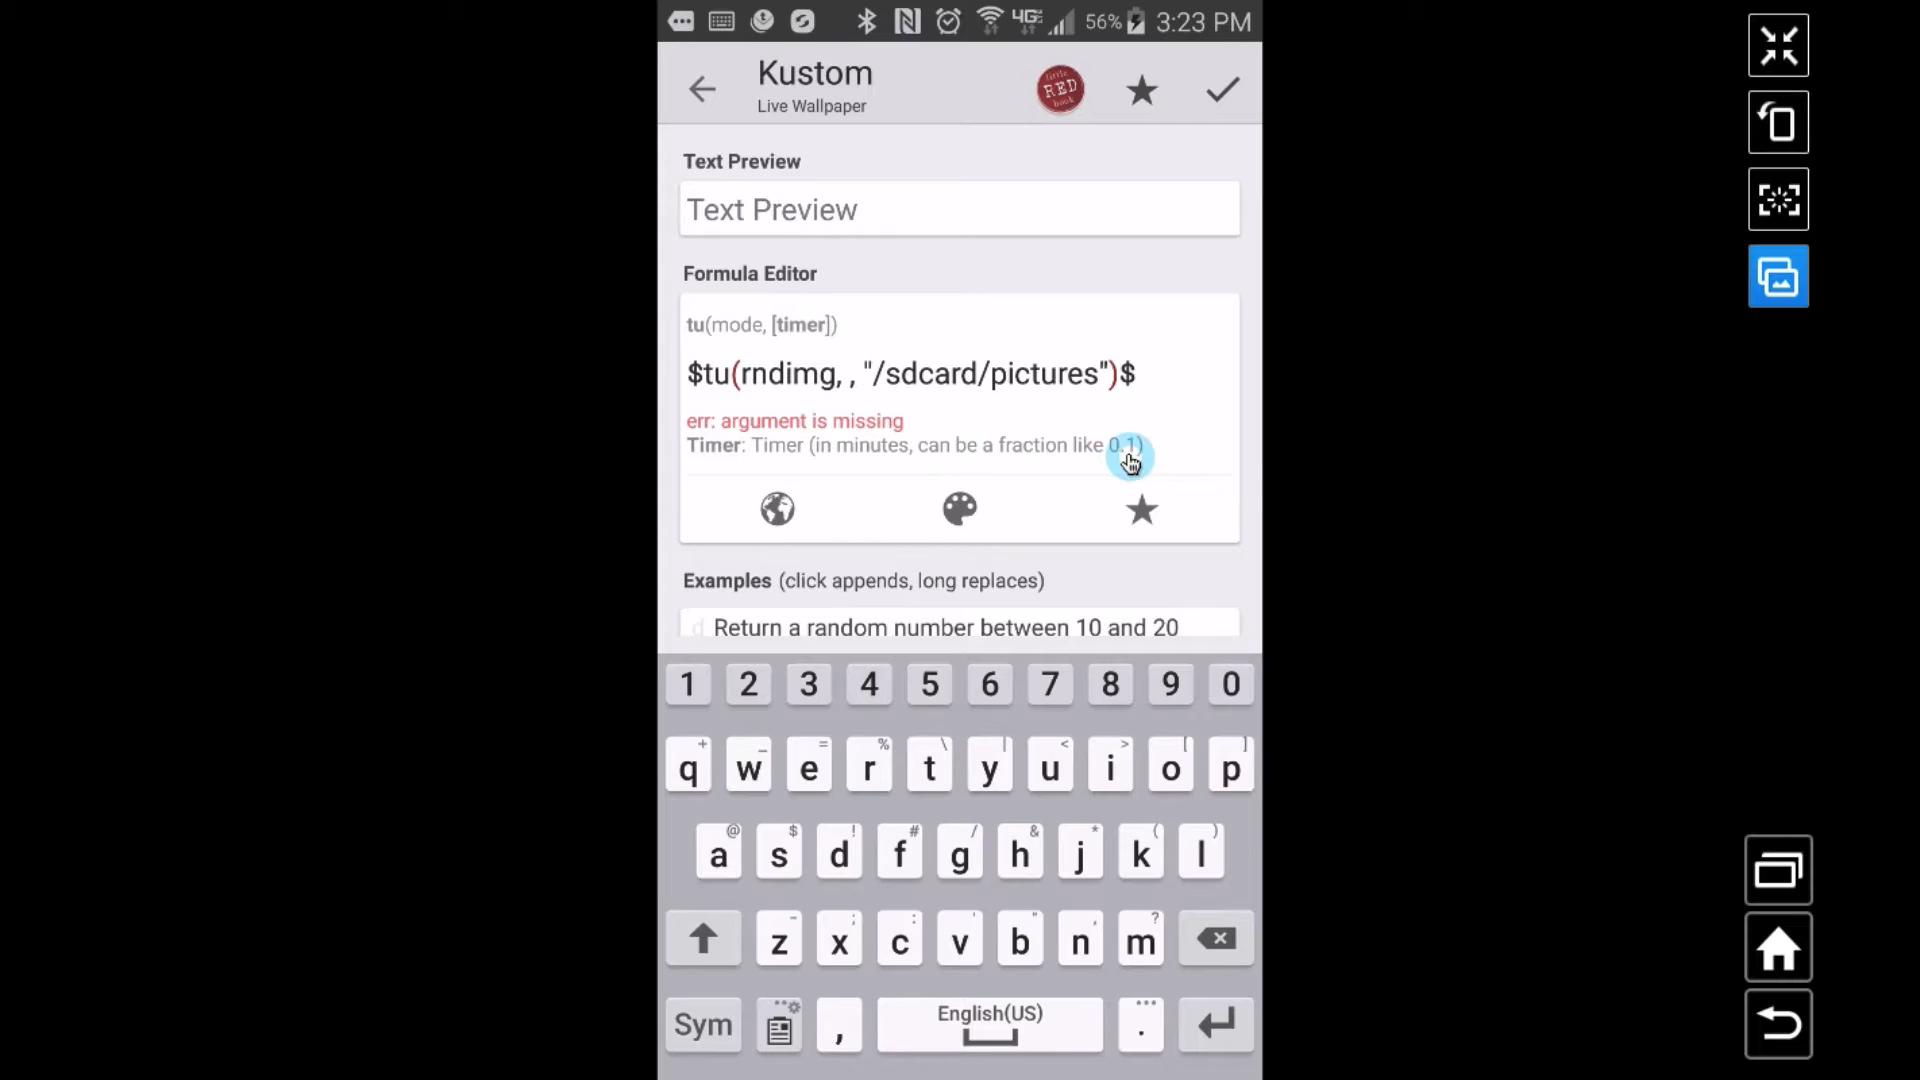 56% 3:23 PM
Kustom
Live Wallpaper
little
RED
book
Text Preview
Text Preview
Formula Editor
tu(mode, [timer])
$tu(rndimg, , "/sdcard/pictures")$
err: argument is missing
Timer: Timer (in minutes, can be a fraction like 0.1)
Examples (click appends, long replaces)
Return a random number between 10 and 20
1 2 3 4 5 6 7 8 9 0
+ _ = % \ | < > [ ]
q w e r t y u i o p
@ $ ! # / & * ( )
a s d f g h j k l
- ; : ' " , ?
z x c v b n m
Sym , English(US) .